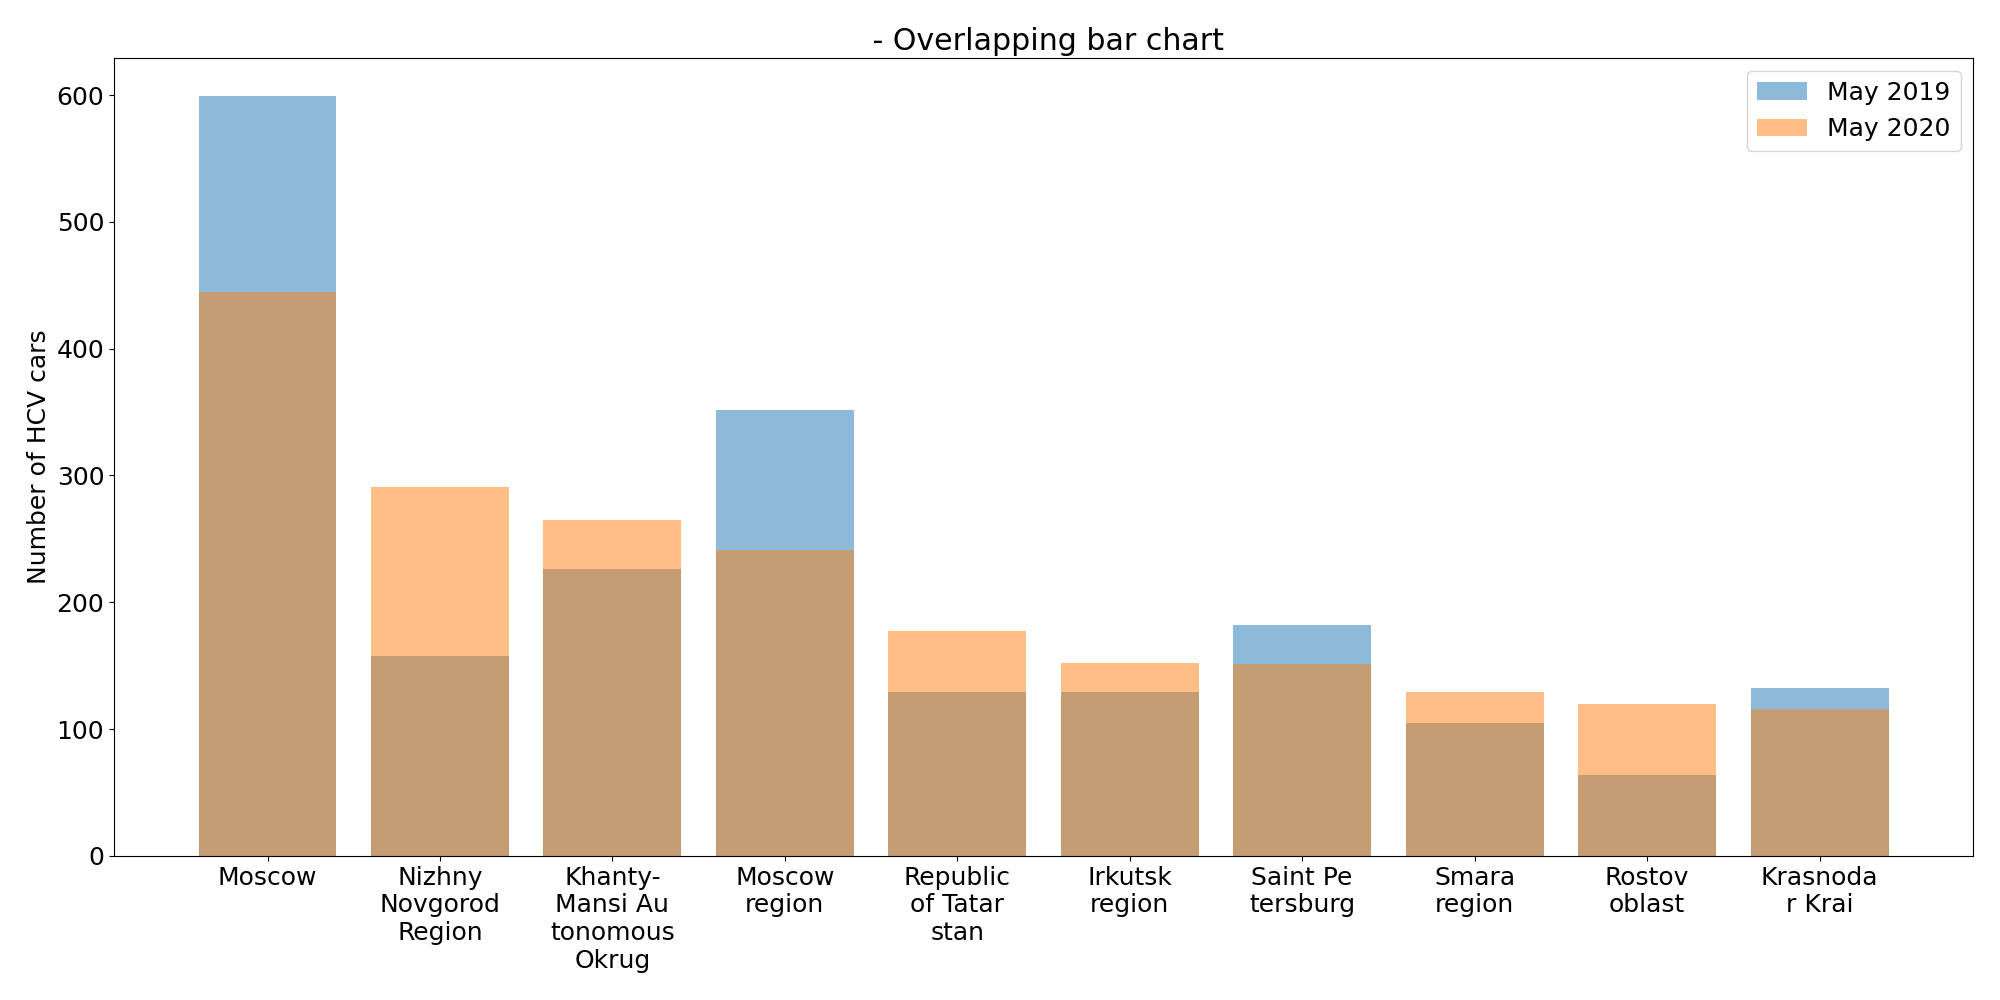 - Overlapping bar chart
May 2019
May 2020
Number of HCV cars
600
500
400
300
200
100
0
Moscow
Nizhny
Novgorod
Region
Khanty-
Mansi Au
tonomous
Okrug
Moscow
region
Republic
of Tatar
stan
Irkutsk
region
Saint Pe
tersburg
Smara
region
Rostov
oblast
Krasnoda
r Krai